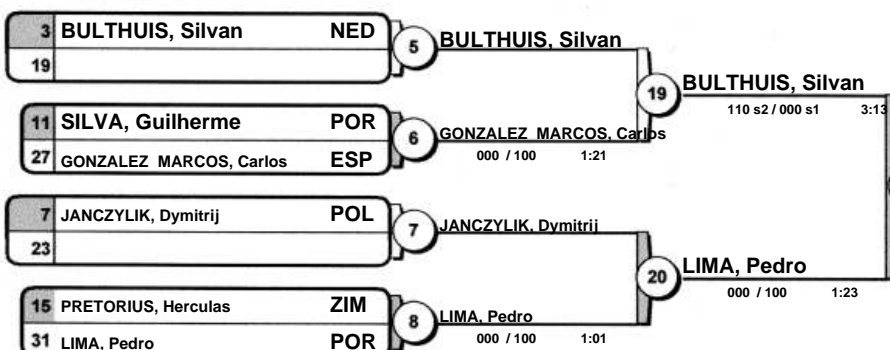 3 BULTHUIS, Silvan NED
19
5 BULTHUIS, Silvan
11 SILVA, Guilherme POR
27 GONZALEZ MARCOS, Carlos ESP
6 GONZALEZ MARCOS, Carlos
000 / 100 1:21
19 BULTHUIS, Silvan
110 s2 / 000 s1 3:13
7 JANCZYLIK, Dymitrij POL
23
7 JANCZYLIK, Dymitrij
15 PRETORIUS, Herculas ZIM
31 LIMA, Pedro POR
8 LIMA, Pedro
000 / 100 1:01
20 LIMA, Pedro
000 / 100 1:23